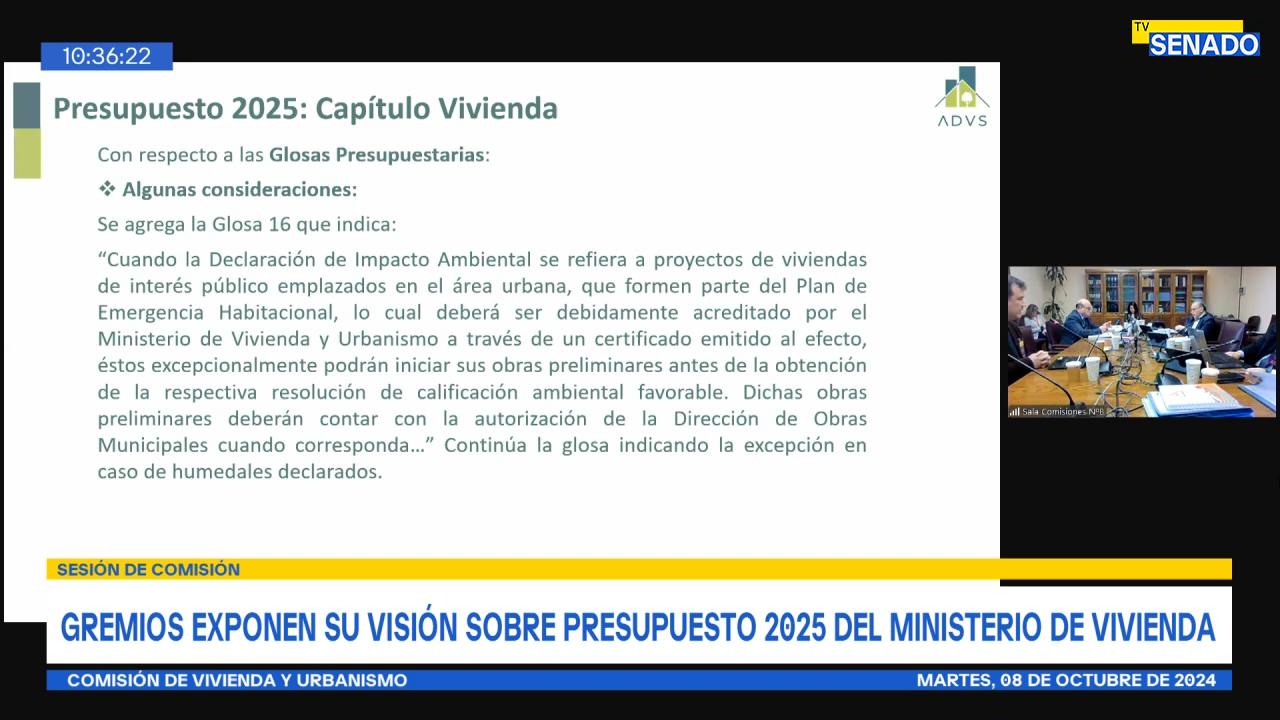 10:36:22
TV
SENADO
Presupuesto 2025: Capítulo Vivienda
ADVS
Con respecto a las Glosas Presupuestarias:
❖ Algunas consideraciones:
Se agrega la Glosa 16 que indica:
“Cuando la Declaración de Impacto Ambiental se refiera a proyectos de viviendas
de interés público emplazados en el área urbana, que formen parte del Plan de
Emergencia Habitacional, lo cual deberá ser debidamente acreditado por el
Ministerio de Vivienda y Urbanismo a través de un certificado emitido al efecto,
éstos excepcionalmente podrán iniciar sus obras preliminares antes de la obtención
de la respectiva resolución de calificación ambiental favorable. Dichas obras
preliminares deberán contar con la autorización de la Dirección de Obras
Municipales cuando corresponda…” Continúa la glosa indicando la excepción en
caso de humedales declarados.
Sala Comisiones Nº8
SESIÓN DE COMISIÓN
GREMIOS EXPONEN SU VISIÓN SOBRE PRESUPUESTO 2025 DEL MINISTERIO DE VIVIENDA
COMISIÓN DE VIVIENDA Y URBANISMO
MARTES, 08 DE OCTUBRE DE 2024